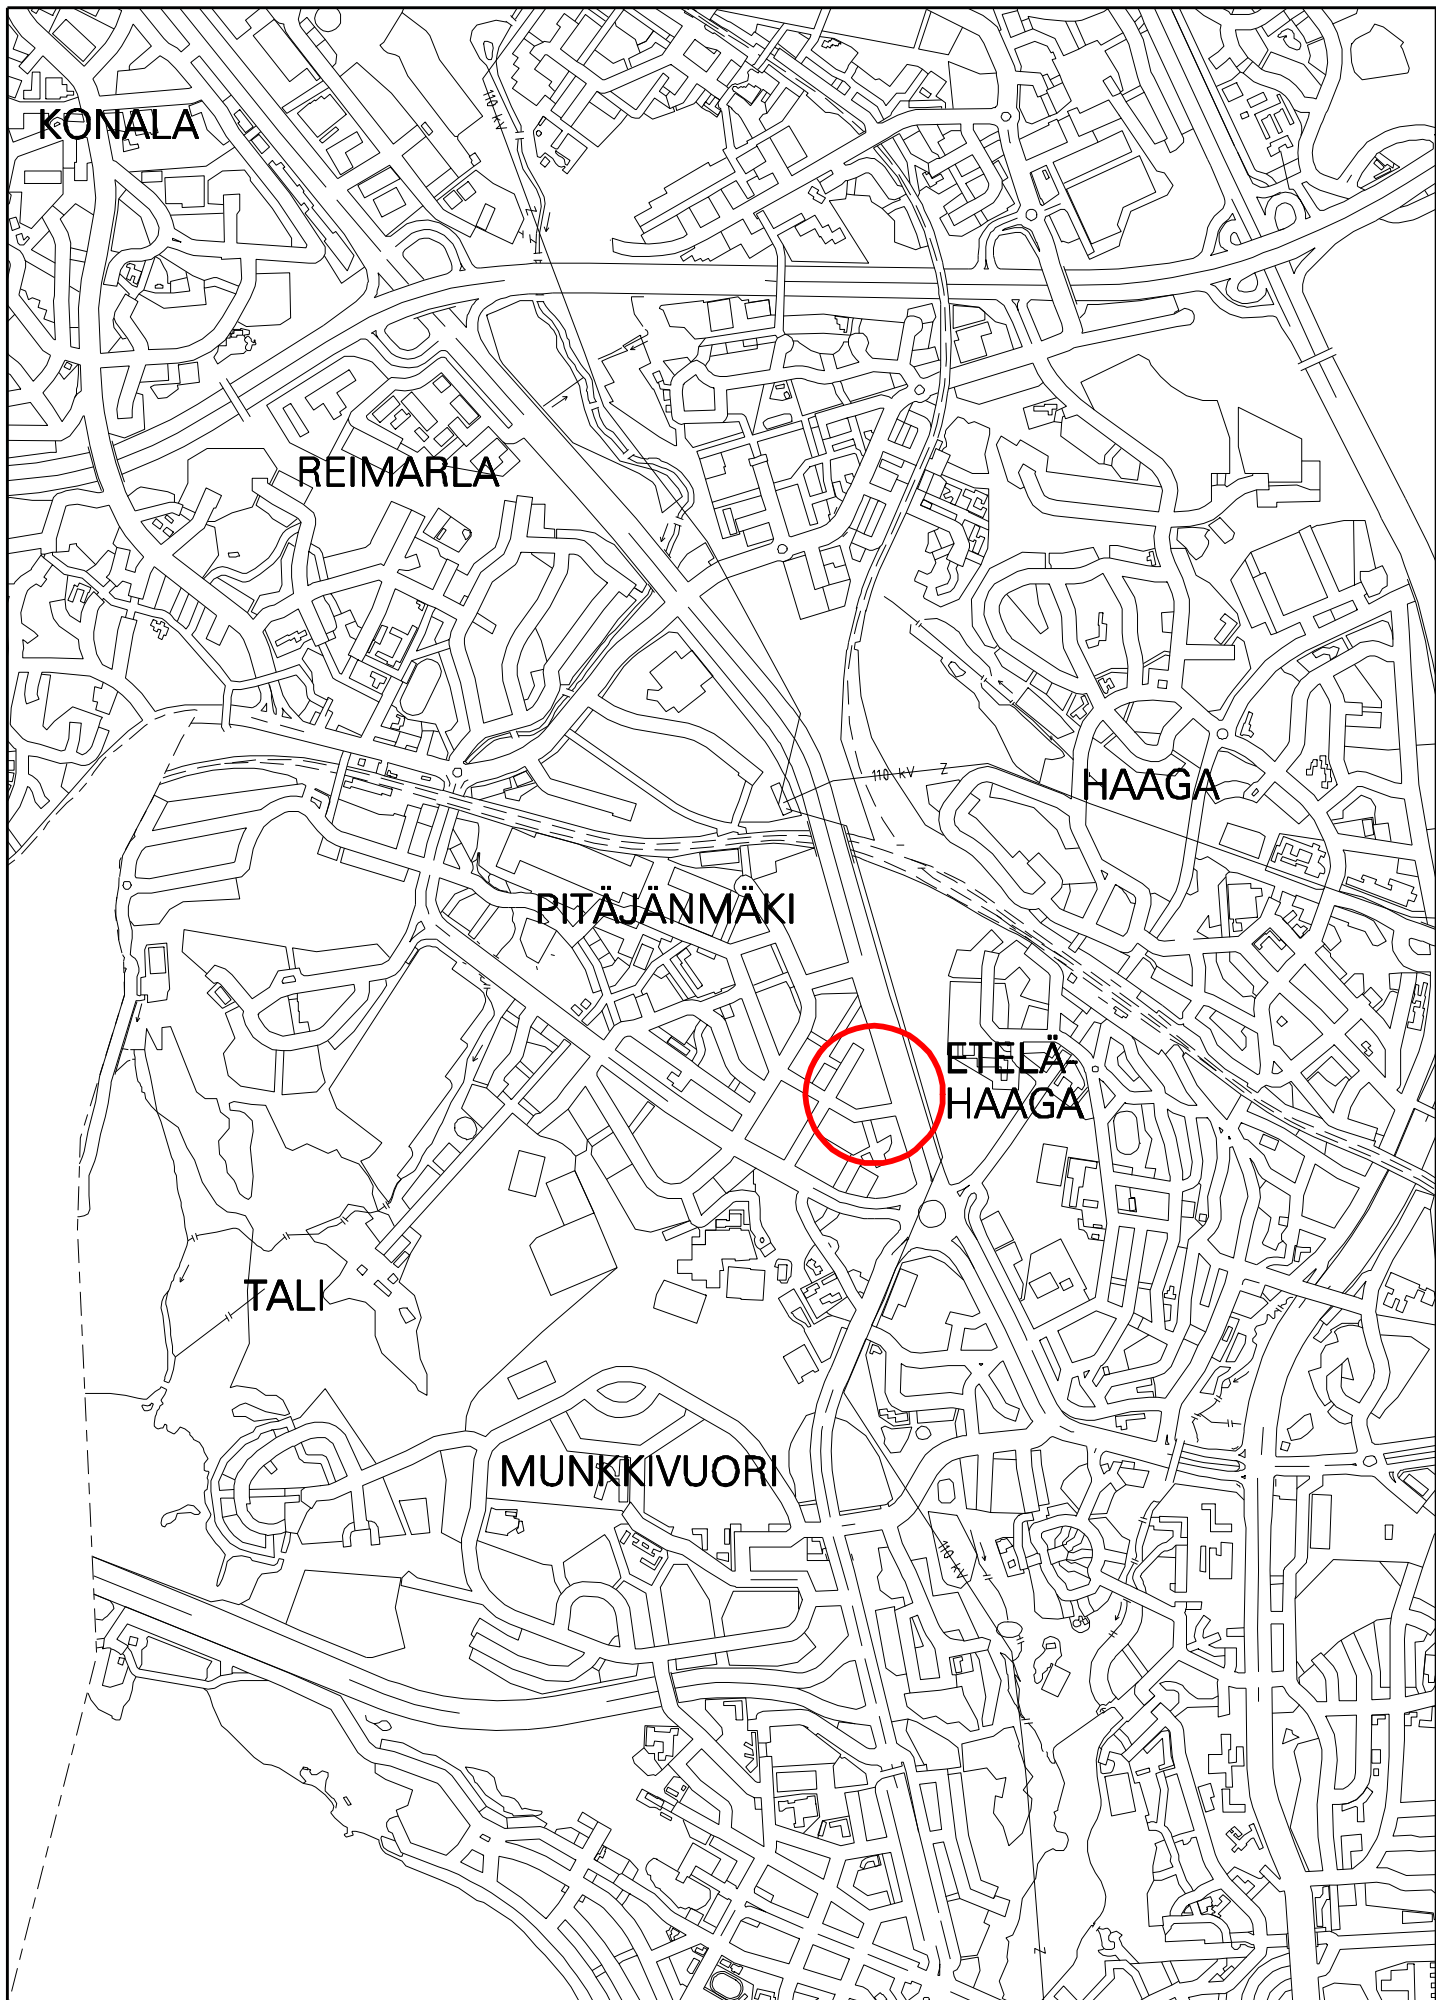 110 kV
KONALA
Z
REIMARLA
110 kV
Z
HAAGA
PITÄJÄNMÄKI
ETELÄ-
HAAGA
TALI
MUNKKIVUORI
110 kV
Z